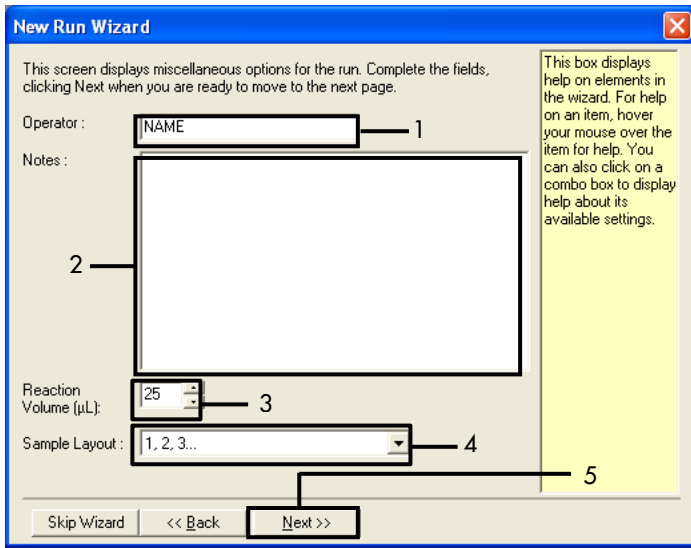 New Run Wizard
This screen displays miscellaneous options for the run. Complete the fields,
clicking Next when you are ready to move to the next page.
Operator :
NAME
1
Notes :
2
Reaction
Volume (µL):
25
3
Sample Layout :
1, 2, 3...
4
5
Skip Wizard
<< Back
Next >>
This box displays
help on elements in
the wizard. For help
on an item, hover
your mouse over the
item for help. You
can also click on a
combo box to display
help about its
available settings.